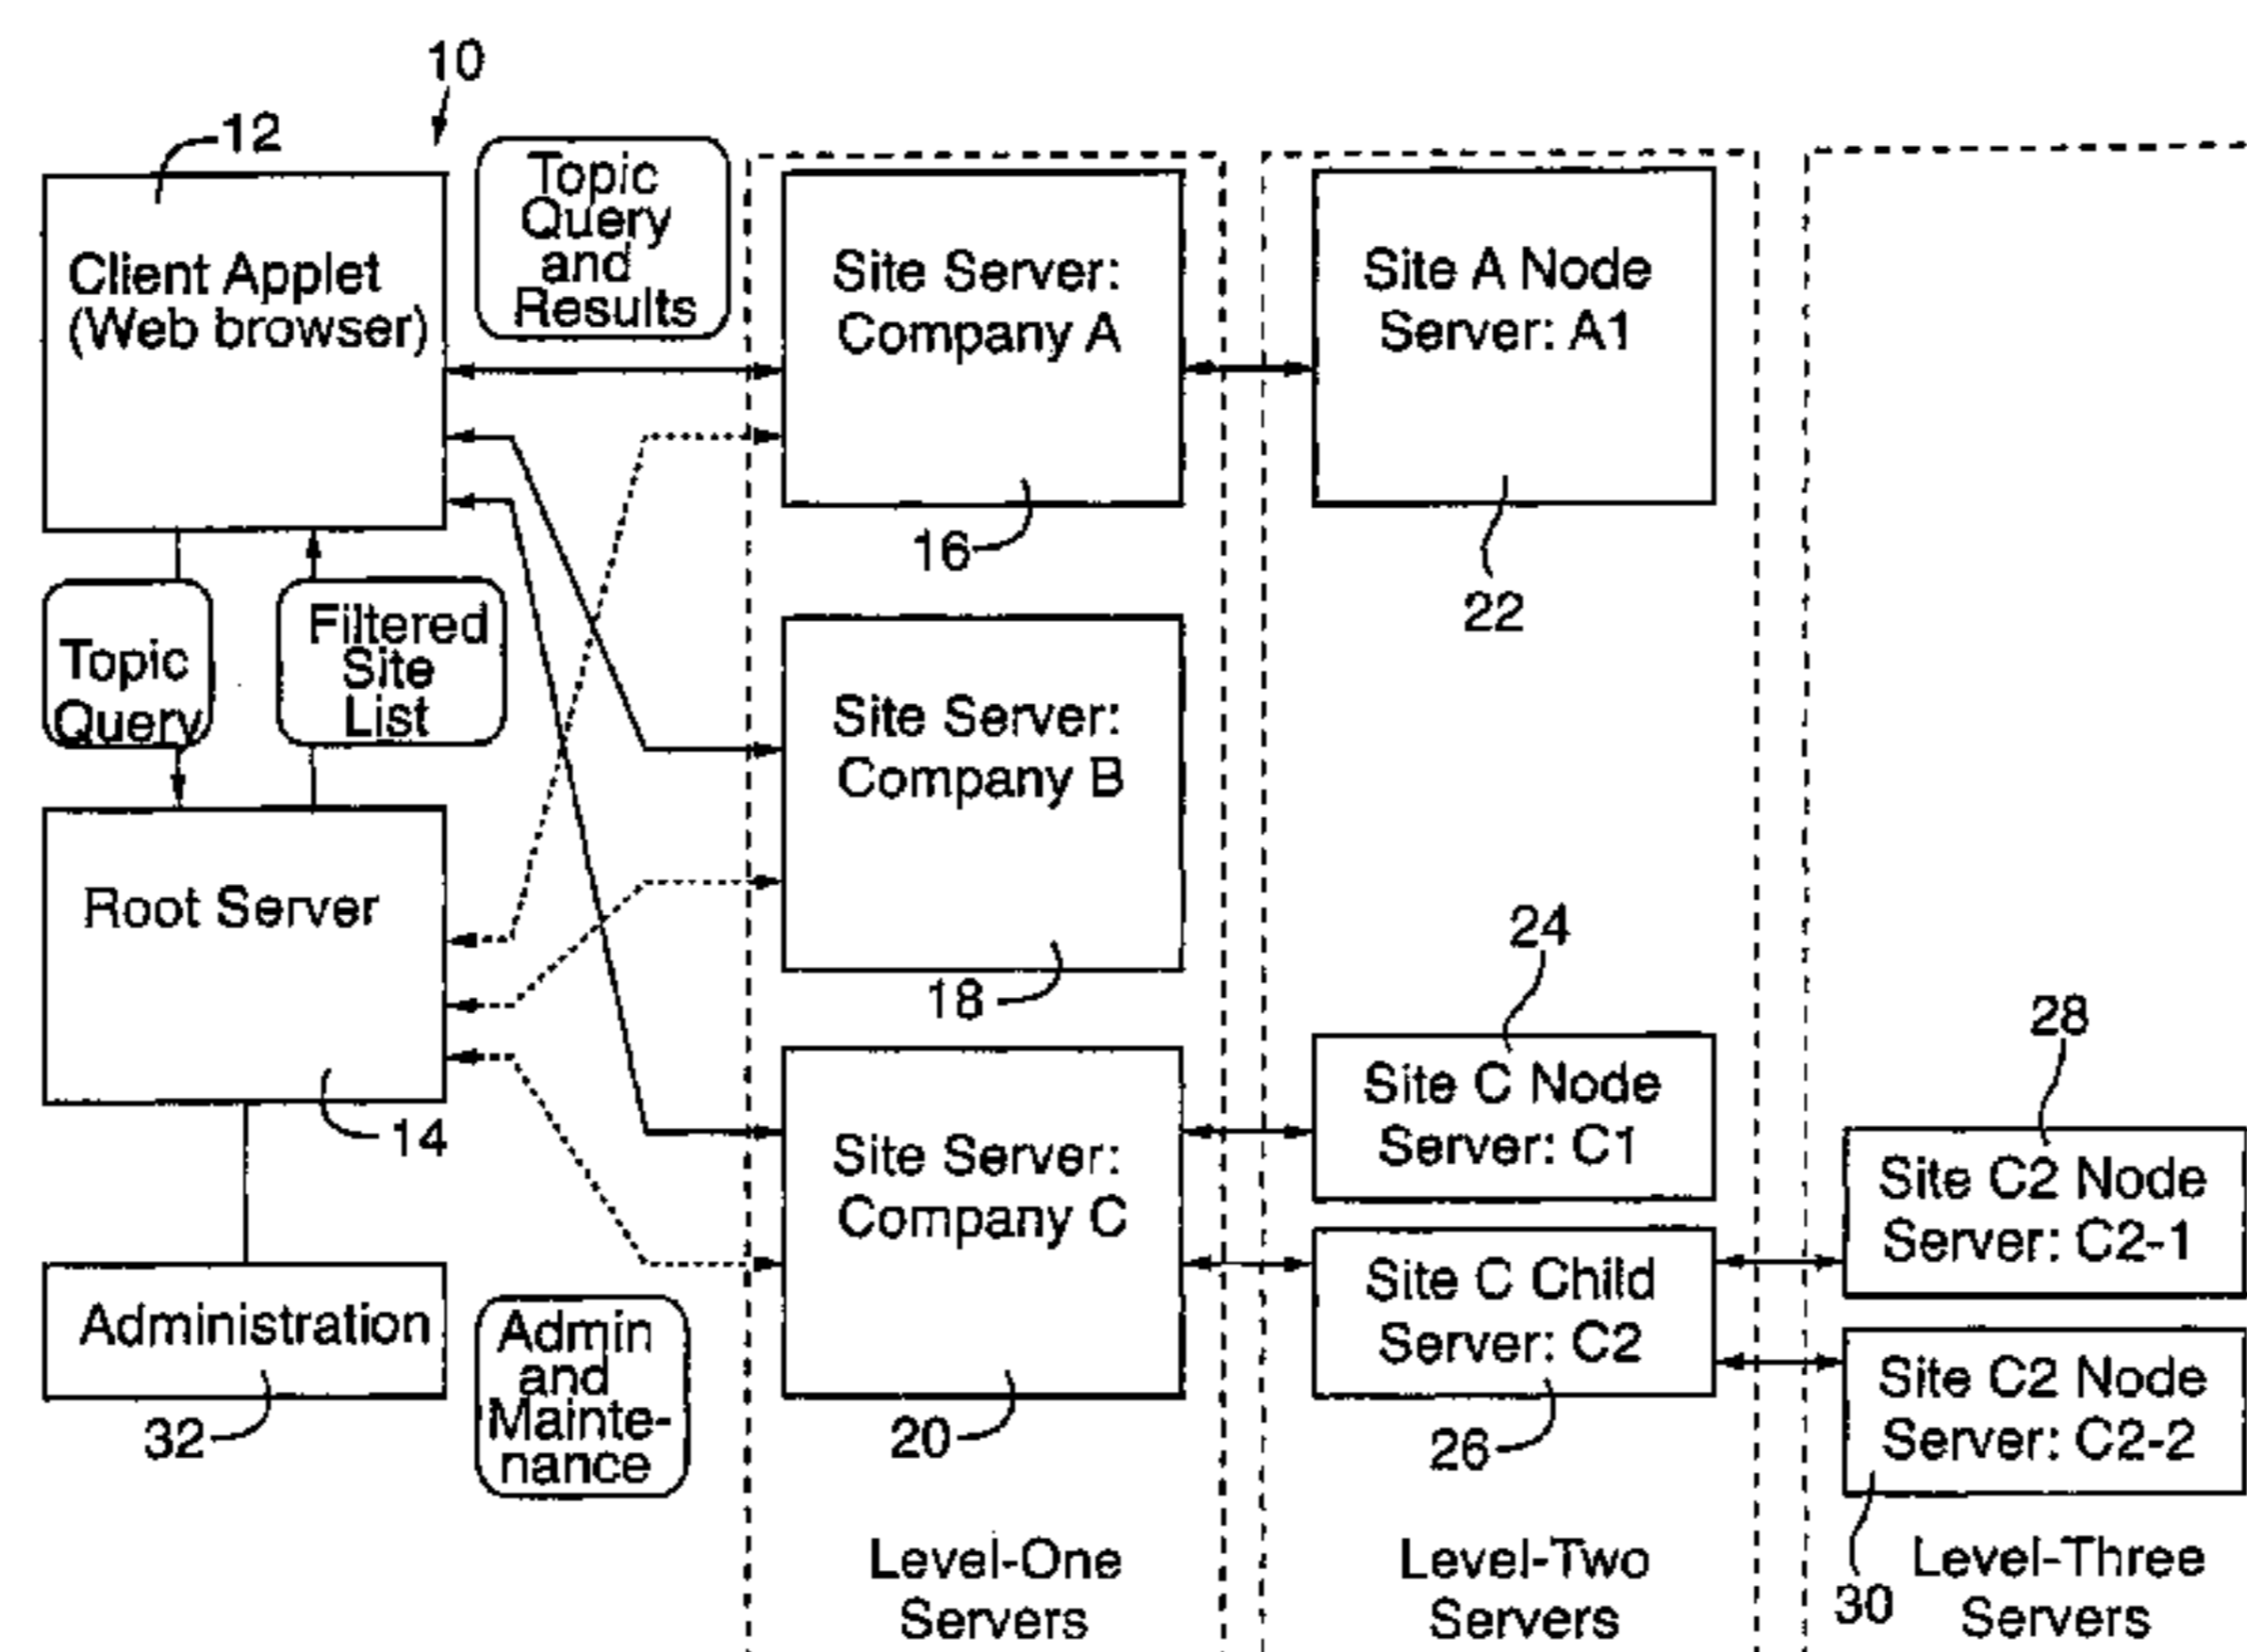 10
12
Topic
Query
and
Results
Client Applet
(Web browser)
Site Server:
Company A
16
Site A Node
Server: A1
22
Topic
Query
Filtered
Site
List
Site Server:
Company B
18
Root Server
14
24
Site C Node
Server: C1
28
Site C2 Node
Server: C2-1
Site Server:
Company C
20
Site C Child
Server: C2
26
Site C2 Node
Server: C2-2
30
Administration
32
Admin
and
Mainte-
nance
Level-One
Servers
Level-Two
Servers
Level-Three
Servers